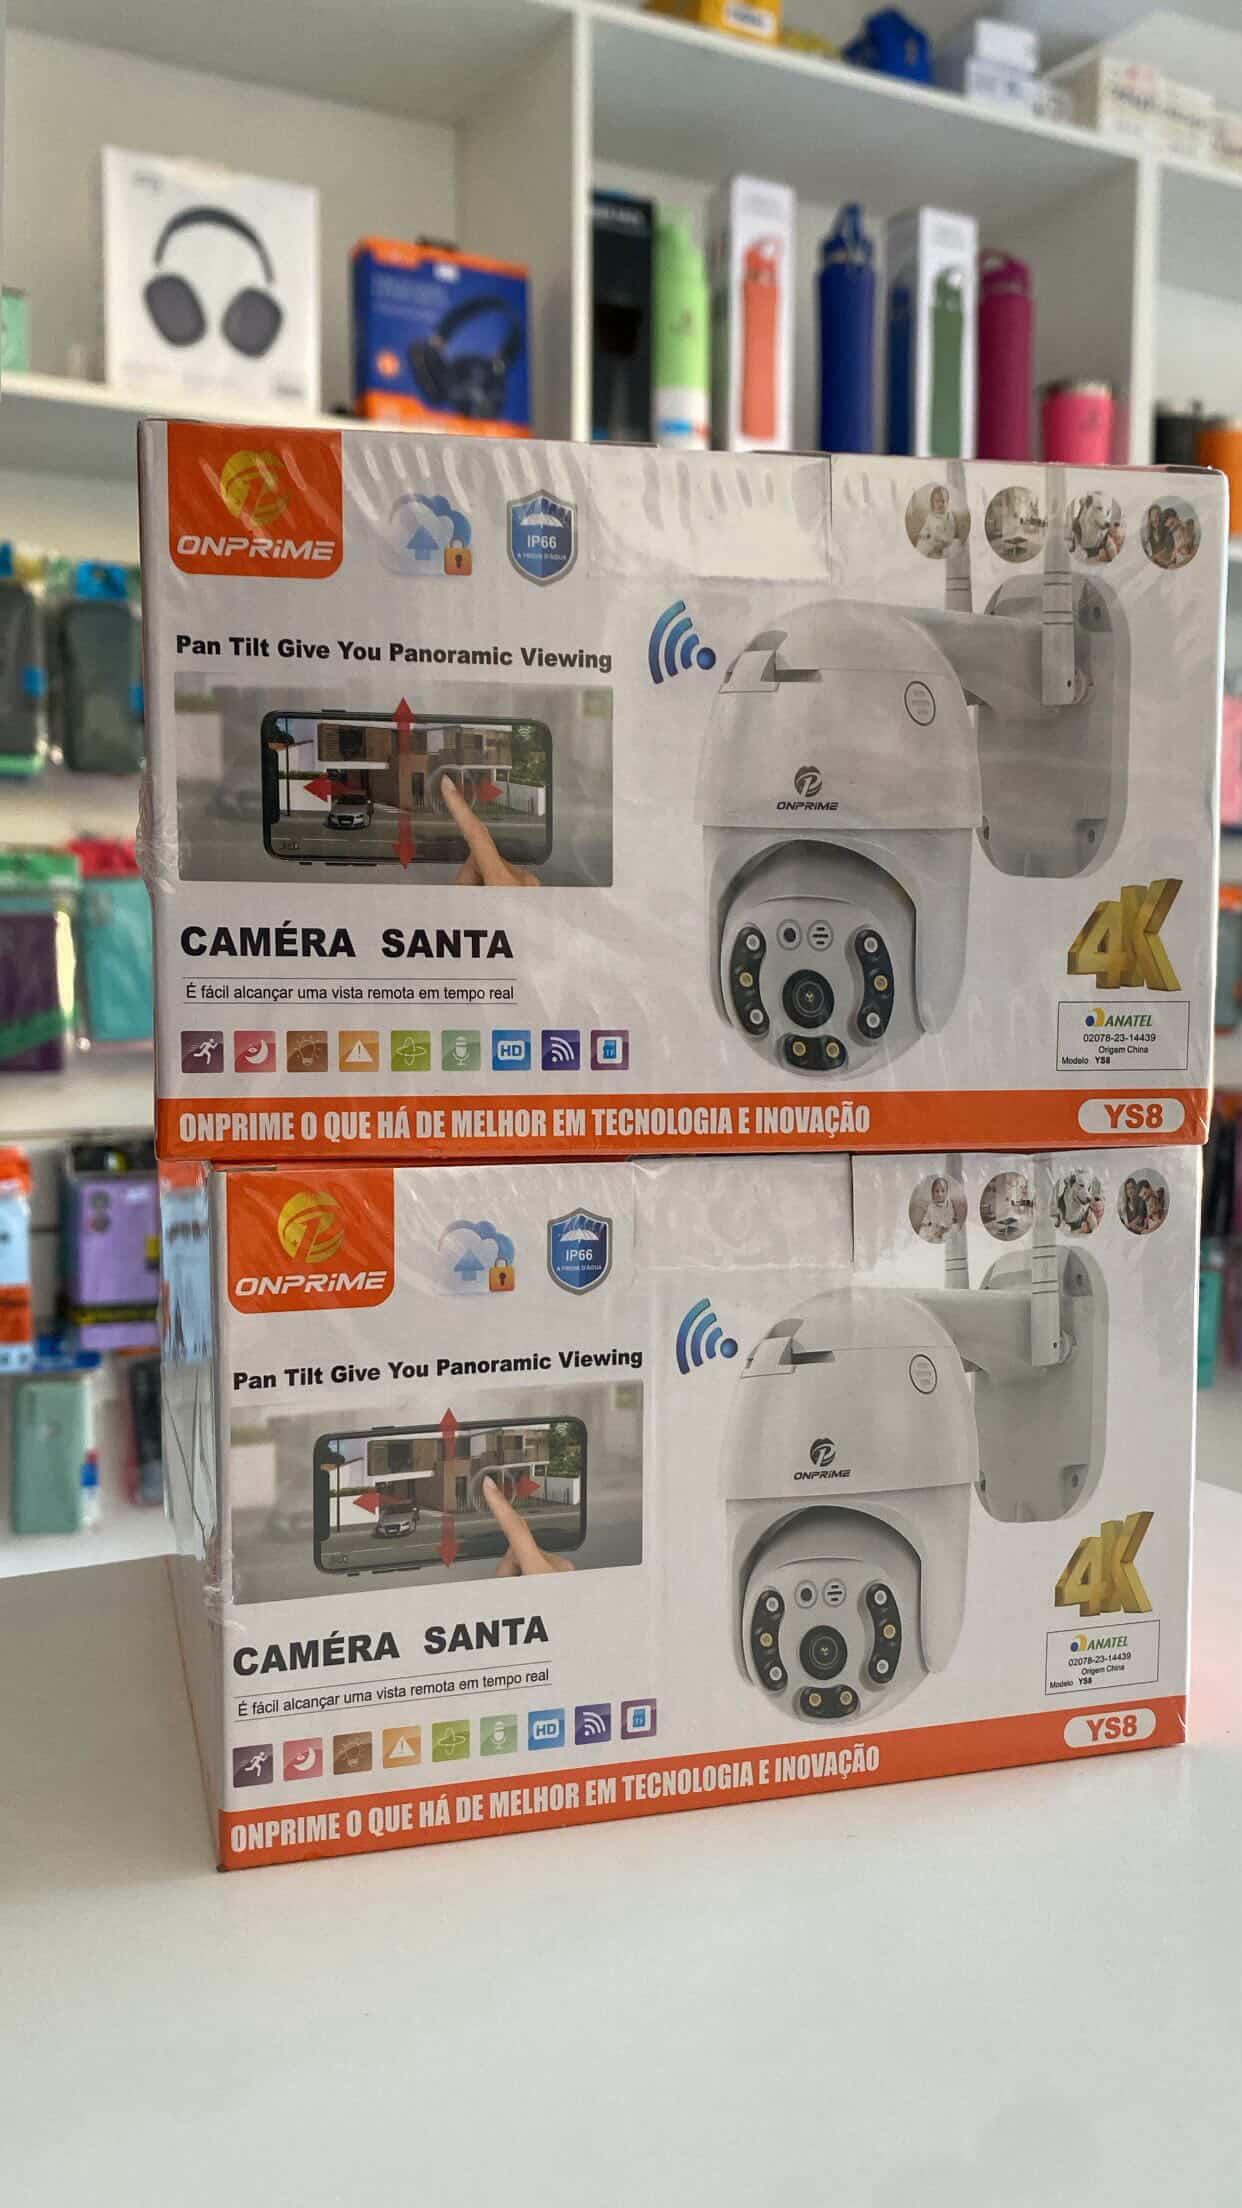 ONPRiME
IP66
A PROVA D'ÁGUA
Pan Tilt Give You Panoramic Viewing
ONPRiME
CAMÉRA SANTA
É fácil alcançar uma vista remota em tempo real
4K
ANATEL
02078-23-14439
Origem China
Modelo YS8
HD
TF
ONPRIME O QUE HÁ DE MELHOR EM TECNOLOGIA E INOVAÇÃO
YS8
ONPRiME
IP66
A PROVA D'ÁGUA
Pan Tilt Give You Panoramic Viewing
ONPRiME
CAMÉRA SANTA
É fácil alcançar uma vista remota em tempo real
4K
ANATEL
02078-23-14439
Origem China
Modelo YS8
HD
TF
ONPRIME O QUE HÁ DE MELHOR EM TECNOLOGIA E INOVAÇÃO
YS8